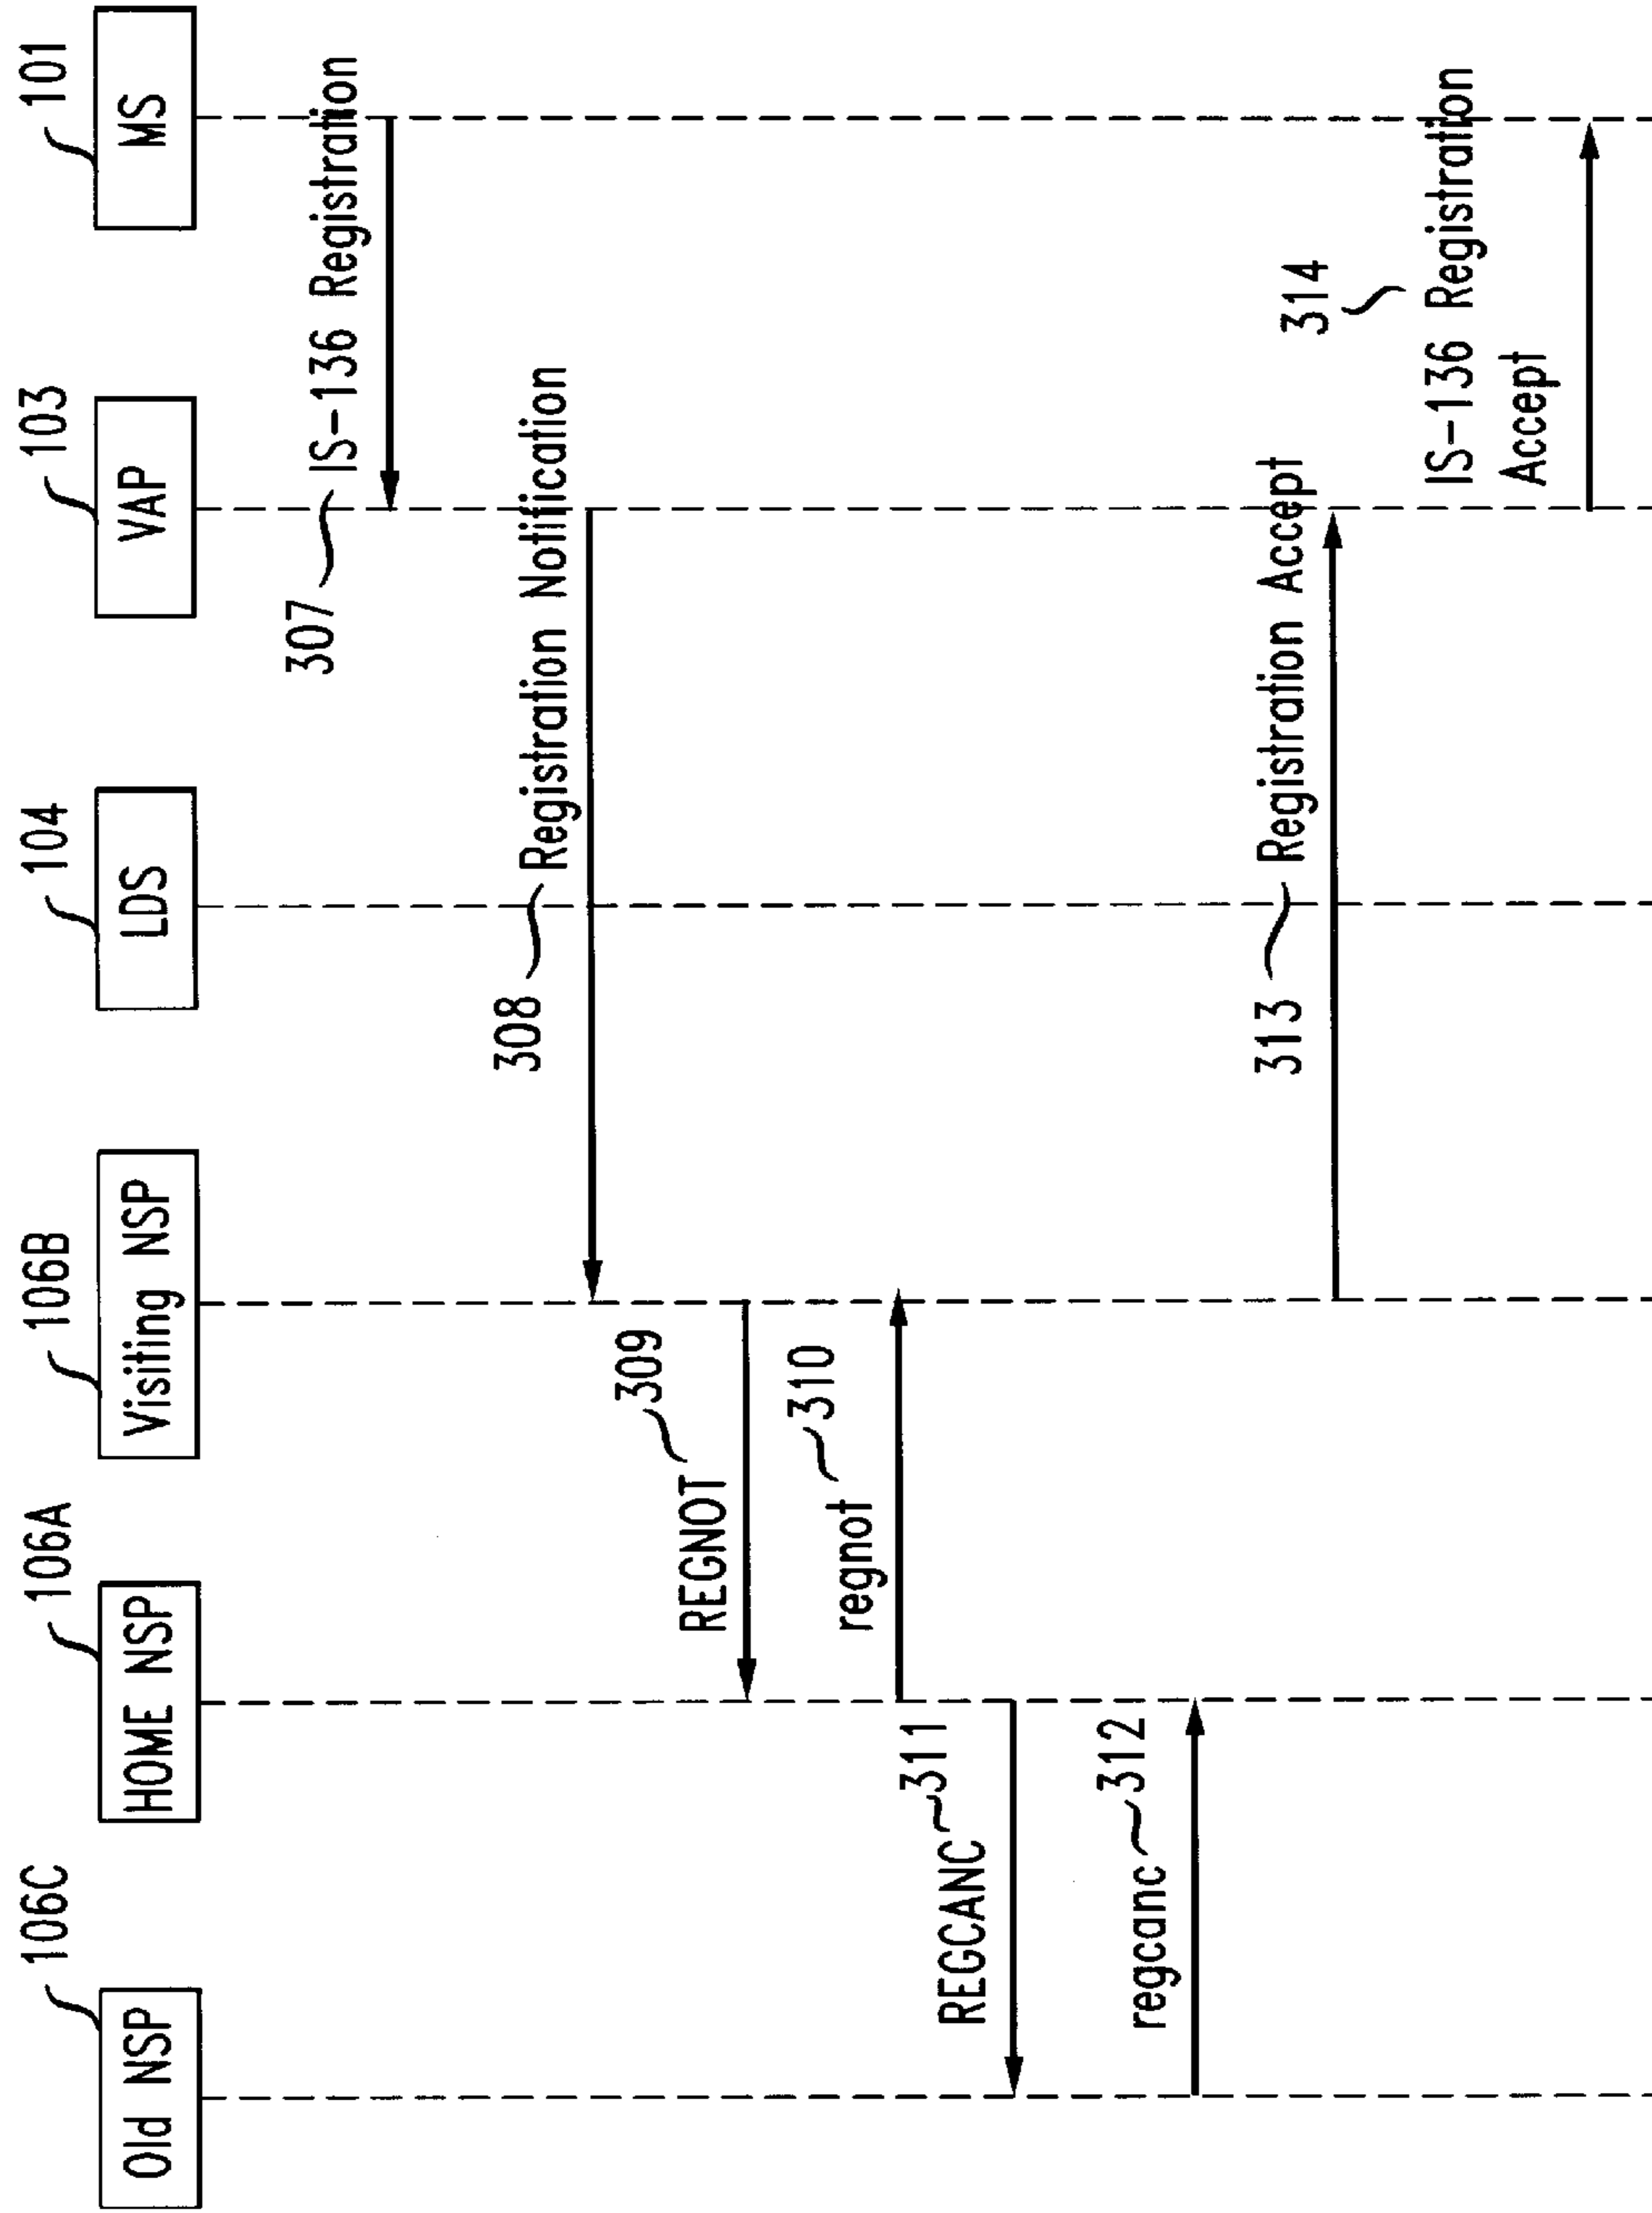 106C
106A
106B
104
103
101
Old NSP
HOME NSP
Visiting NSP
LDS
VAP
MS
307
IS-136 Registration
308
Registration Notification
309
REGNOT
310
regnot
REGCANC
311
regcanc
312
313
Registration Accept
314
IS-136 Registration
Accept